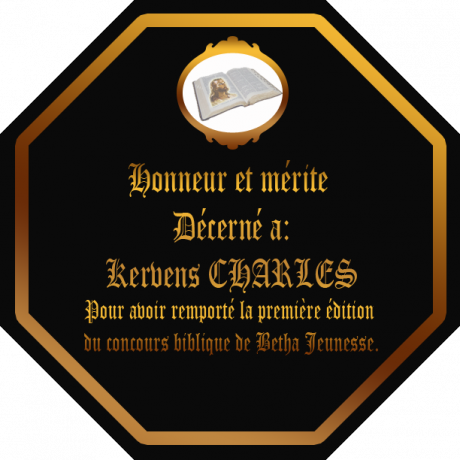 Honneur et mérite
Décerné a:
Kervens CHARLES
Pour avoir remporté la première édition
du concours biblique de Betha Jeunesse.